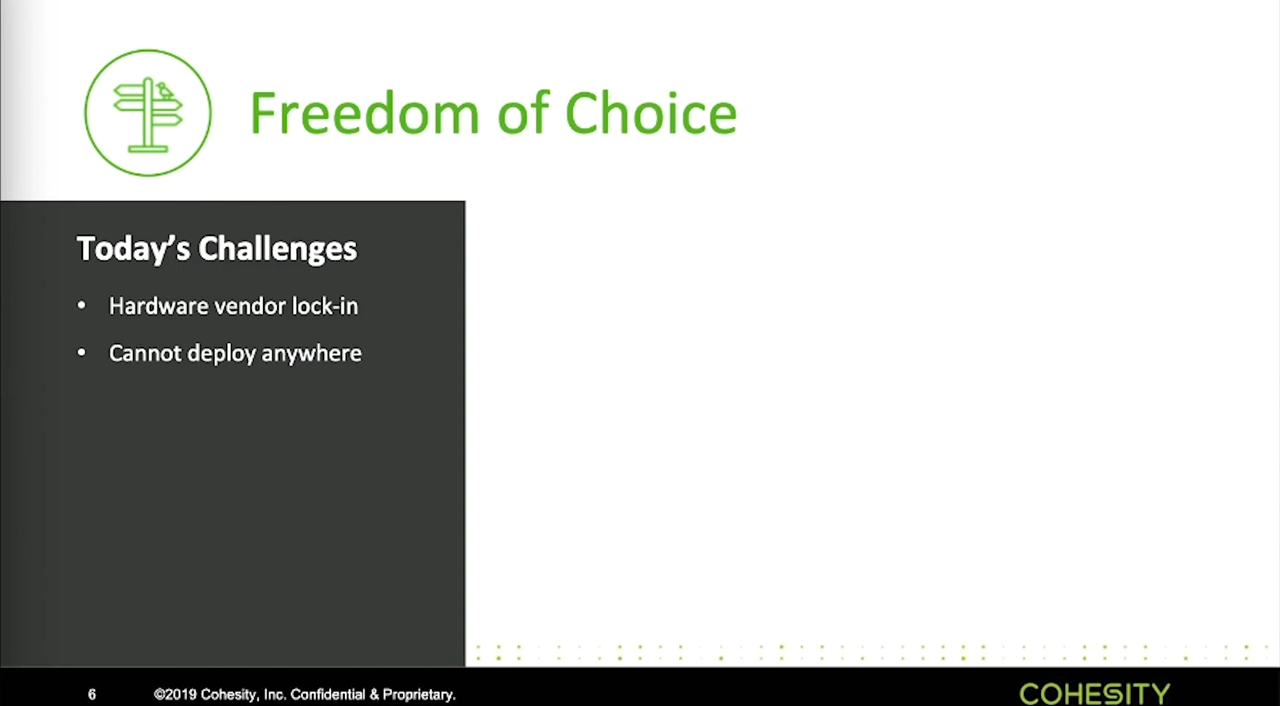 Freedom of Choice
Today’s Challenges
• Hardware vendor lock-in
• Cannot deploy anywhere
6 ©2019 Cohesity, Inc. Confidential & Proprietary.
COHESITY